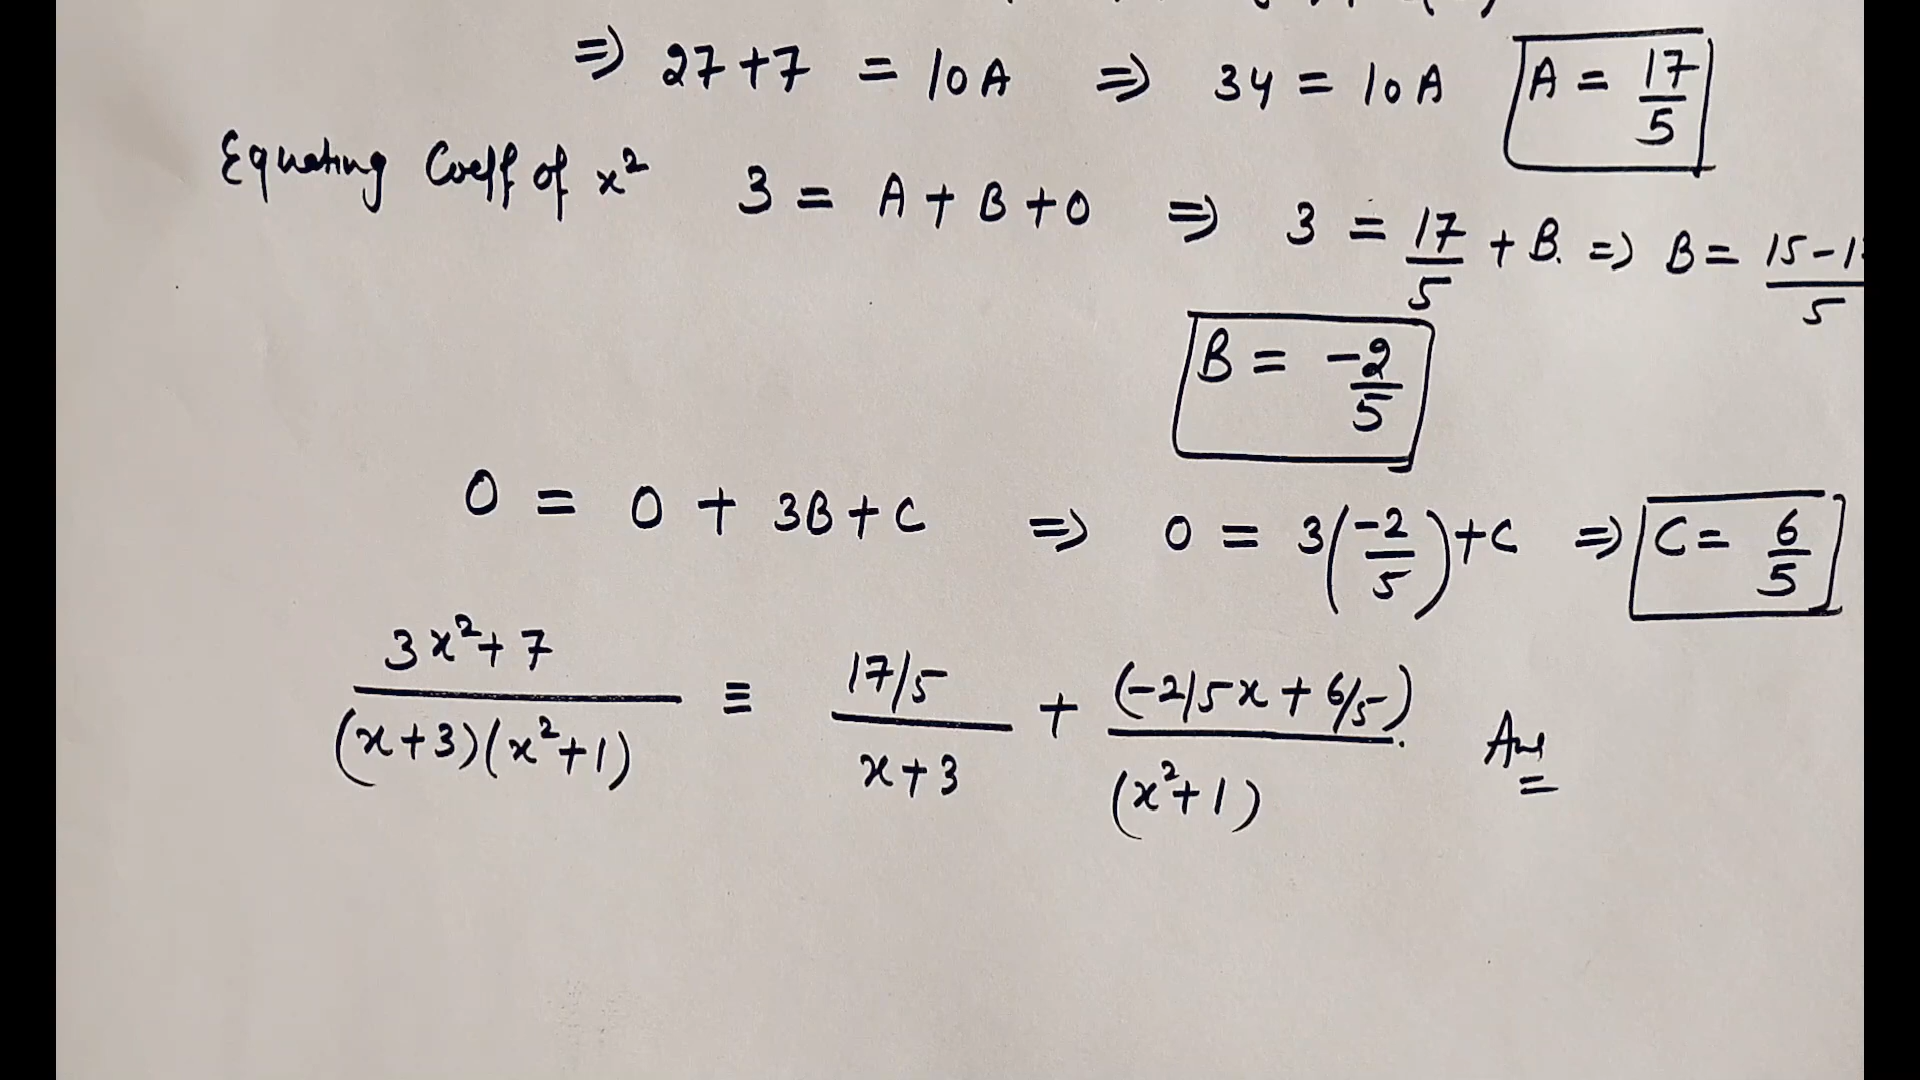 ⇒ 27+7 = 10A ⇒ 34 = 10A A = 17/5
Equating Coeff of x² 3 = A + B + 0 ⇒ 3 = 17/5 + B. ⇒ B = 15-1/5
B = -2/5
0 = 0 + 3B + C ⇒ 0 = 3(-2/5) + C ⇒ C = 6/5
3x²+7/(x+3)(x²+1) ≡ 17/5/x+3 + (-2/5x + 6/5)/(x²+1) Ans